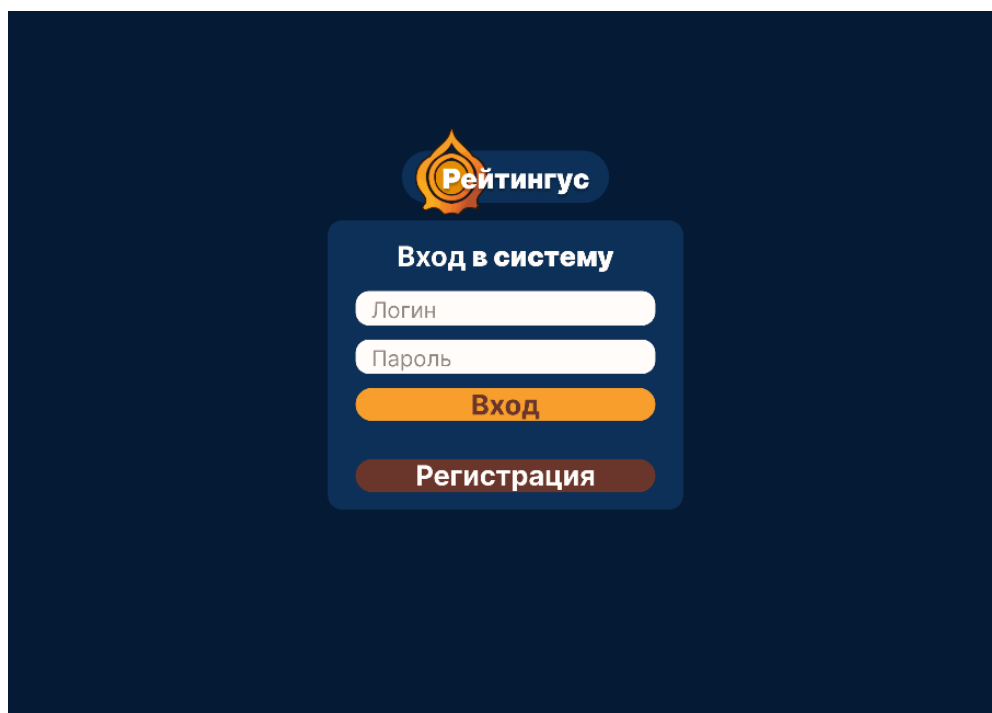 Рейтингус
Вход в систему
Логин
Пароль
Вход
Регистрация